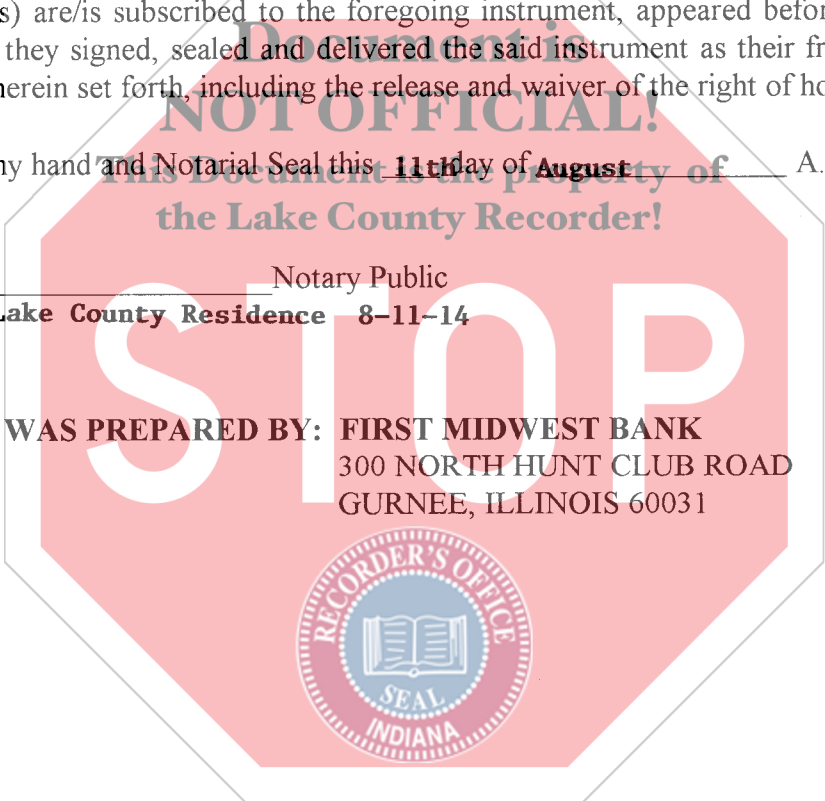 s) are/is subscribed to the foregoing instrument, appeared befor
Document is
they signed, sealed and delivered the said instrument as their fr
herein set forth, including the release and waiver of the right of ho
NOT OFFICIAL!
ny hand and Notarial Seal this 11th day of August A.
This Document is the property of
the Lake County Recorder!
Notary Public
Lake County Residence 8-11-14
STOP
WAS PREPARED BY: FIRST MIDWEST BANK
300 NORTH HUNT CLUB ROAD
GURNEE, ILLINOIS 60031
RECORDER'S OFFICE
SEAL
INDIANA